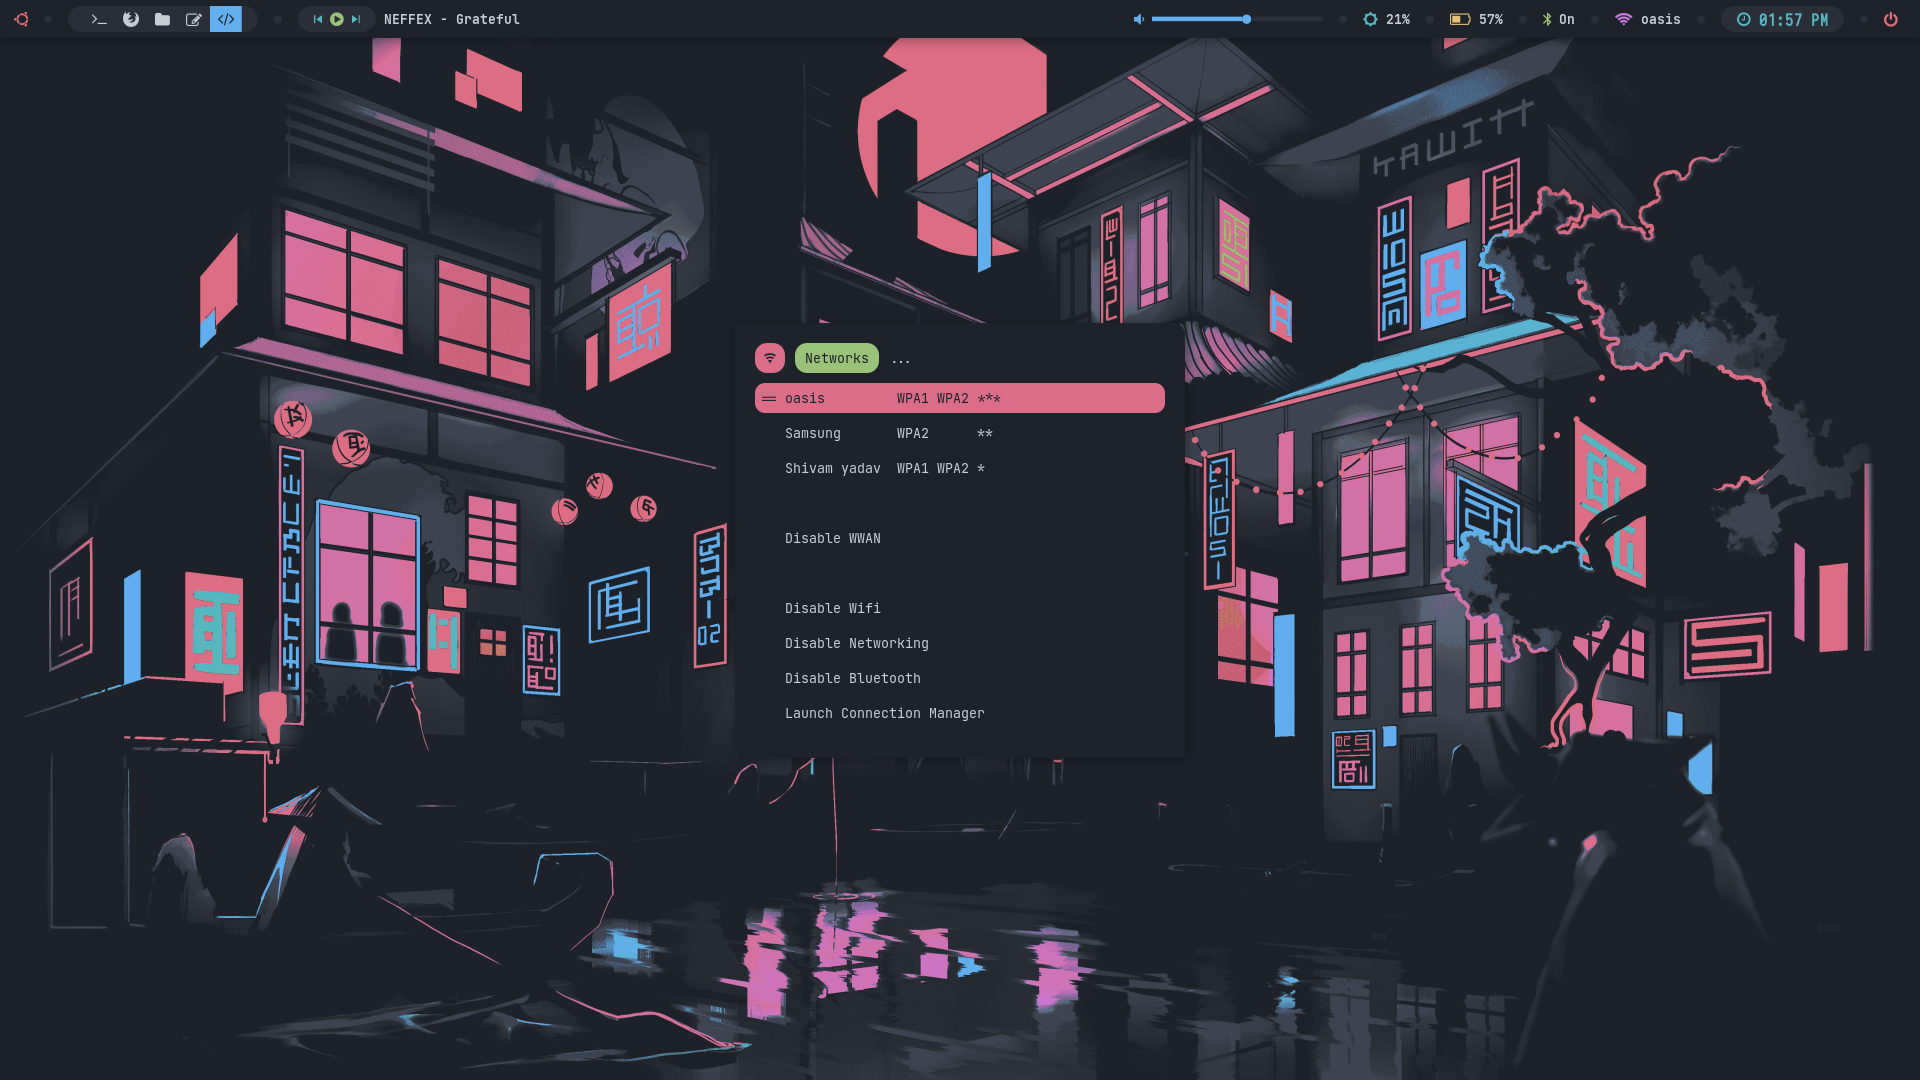 NEFFEX - Grateful
21%
57%
On
oasis
01:57 PM
KAWITT
Networks ...
== oasis WPA1 WPA2 ***
Samsung WPA2 **
Shivam yadav WPA1 WPA2 *
Disable WWAN
Disable Wifi
Disable Networking
Disable Bluetooth
Launch Connection Manager